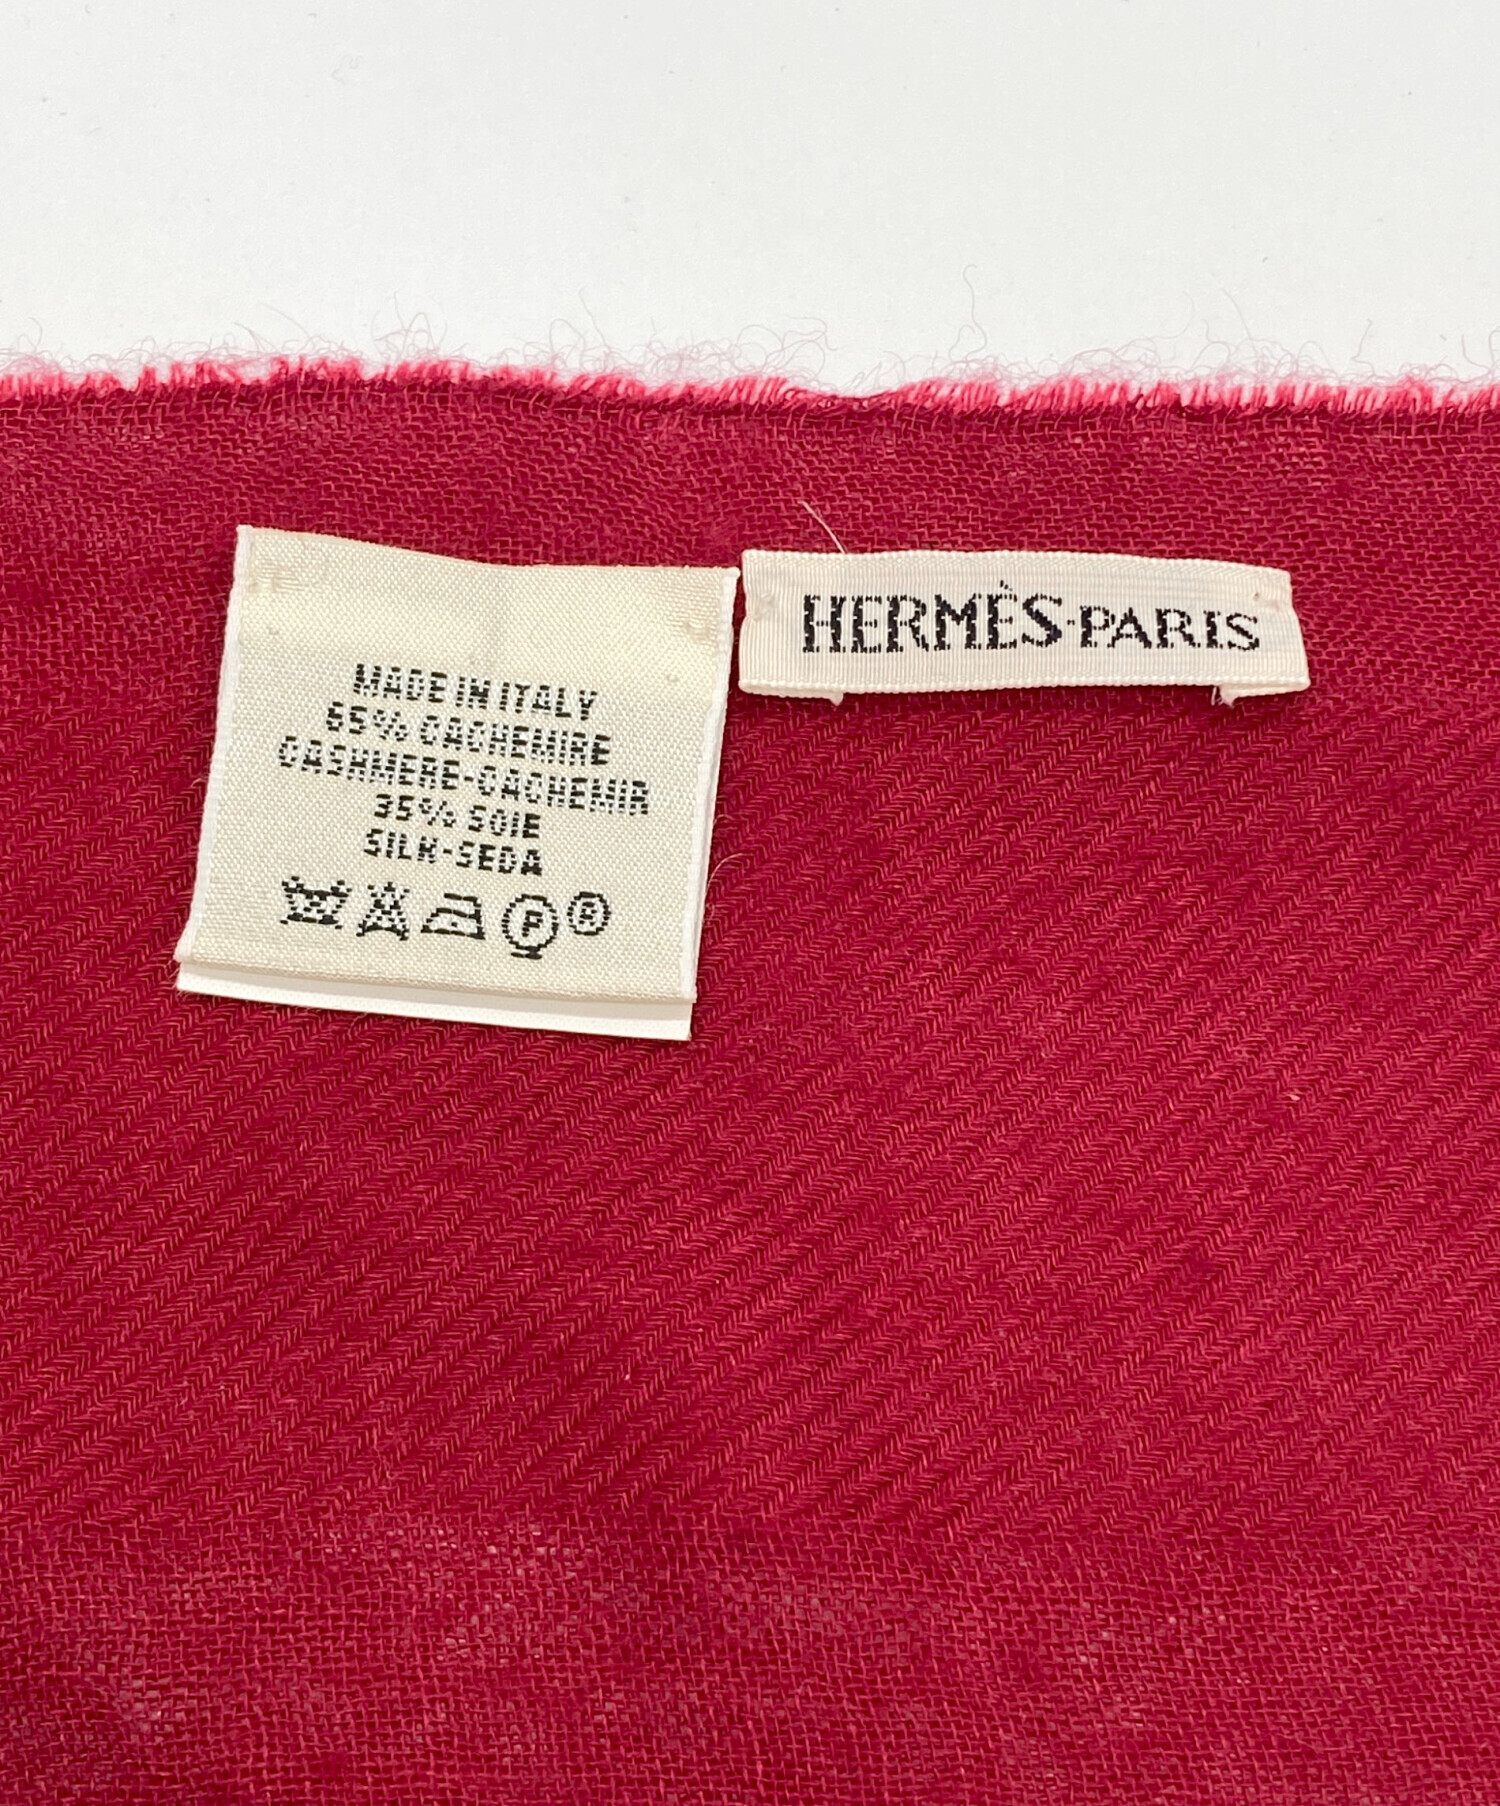 MADE IN ITALY
65% CACHEMIRE
CASHMERE-CACHEMIR
35% SOIE
SILK-SEDA
P ®
HERMÈS-PARIS